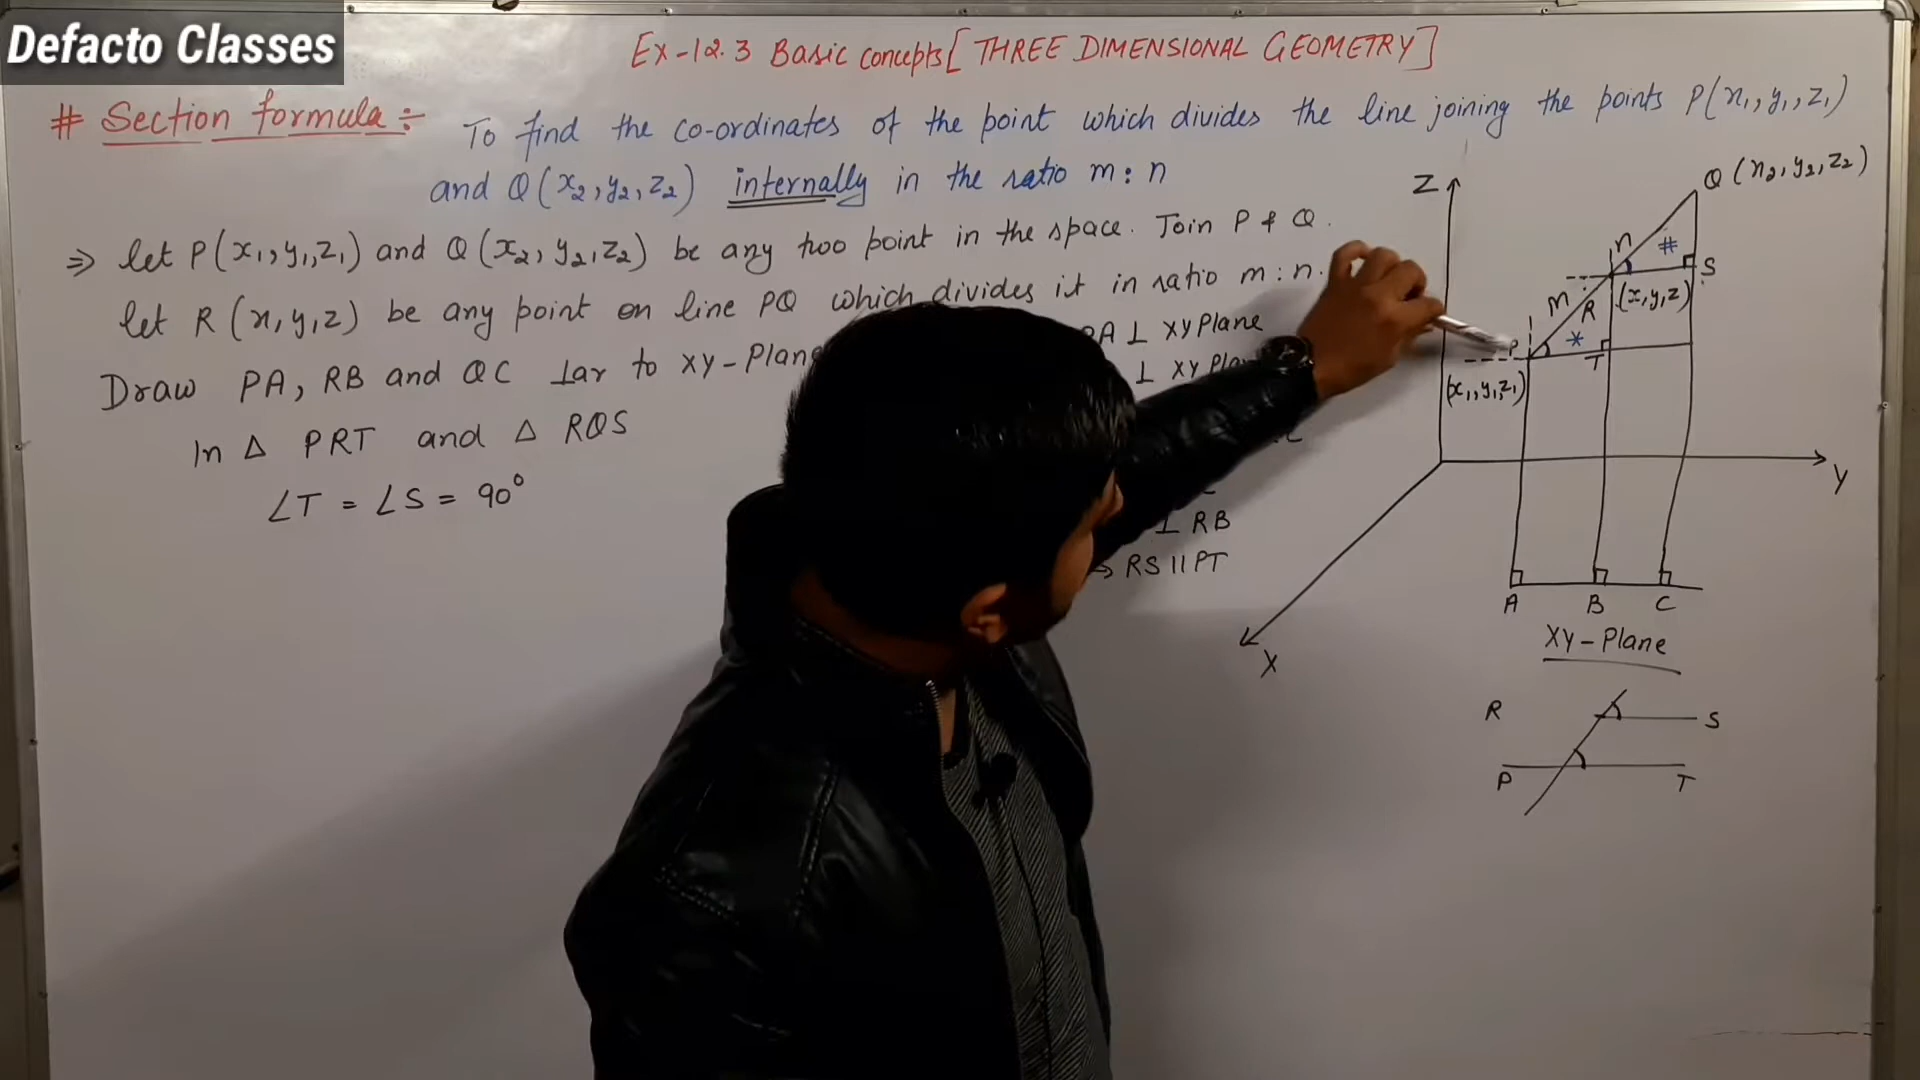 Defacto Classes
Ex-12.3 Basic concepts [THREE DIMENSIONAL GEOMETRY]
# Section formula :- To find the co-ordinates of the point which divides the line joining the points P(x₁, y₁, z₁)
and Q(x₂, y₂, z₂) internally in the ratio m : n
⇒ let P(x₁, y₁, z₁) and Q(x₂, y₂, z₂) be any two point in the space. Join P & Q.
let R(x, y, z) be any point on line PQ which divides it in ratio m : n.
Draw PA, RB and QC ⊥ar to xy-Plane
In Δ PRT and Δ RQS
∠T = ∠S = 90°
PA ⊥ XY Plane
⊥ XY
⊥ RB
RS || PT
Z
Q (x₂, y₂, z₂)
n
#
S
m
R
(x, y, z)
P
*
T
(x₁, y₁, z₁)
Y
X
A B C
XY-Plane
R S
P T